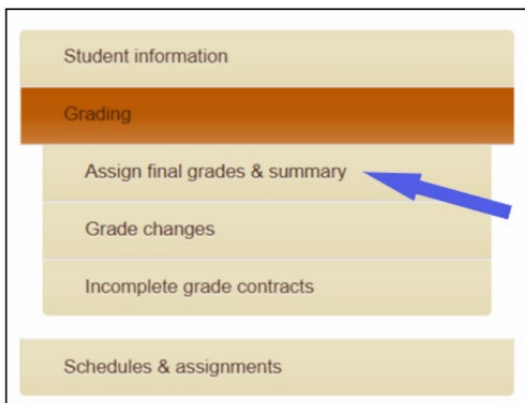 Student information
Grading
Assign final grades & summary
Grade changes
Incomplete grade contracts
Schedules & assignments